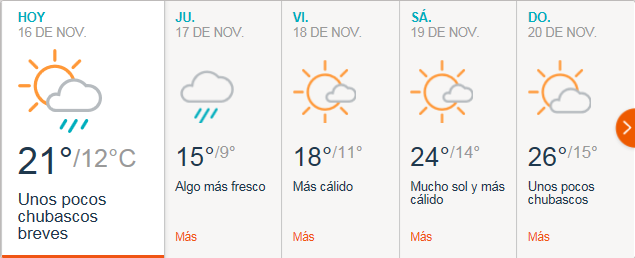 HOY
16 DE NOV.
21°/12°C
Unos pocos
chubascos
breves
JU.
17 DE NOV.
15°/9°
Algo más fresco
Más
VI.
18 DE NOV.
18°/11°
Más cálido
Más
SÁ.
19 DE NOV.
24°/14°
Mucho sol y más
cálido
Más
DO.
20 DE NOV.
26°/15°
Unos pocos
chubascos
Más